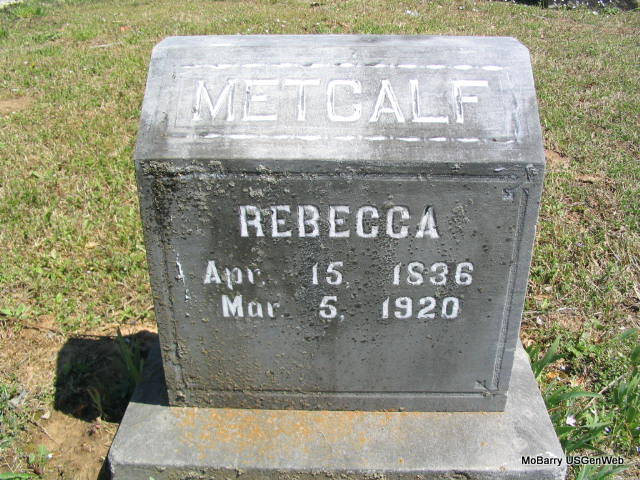 METCALF
REBECCA
Apr. 15, 1836
Mar. 5, 1920
MoBarry USGenWeb